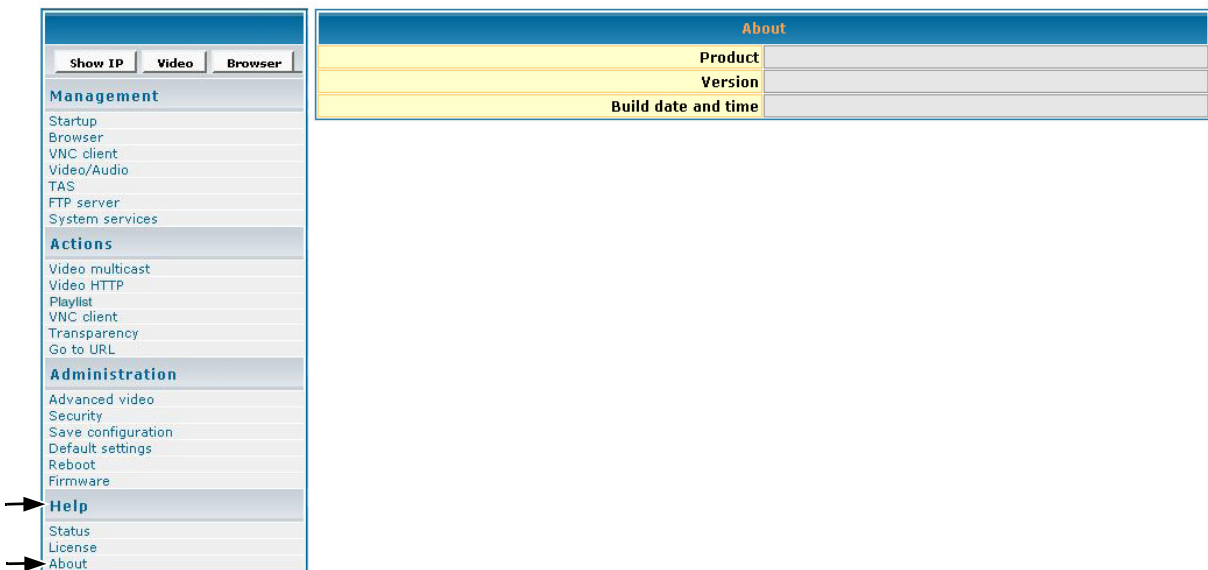 Show IP Video Browser
Management
Startup
Browser
VNC client
Video/Audio
TAS
FTP server
System services
Actions
Video multicast
Video HTTP
Playlist
VNC client
Transparency
Go to URL
Administration
Advanced video
Security
Save configuration
Default settings
Reboot
Firmware
Help
Status
License
About
About
Product
Version
Build date and time